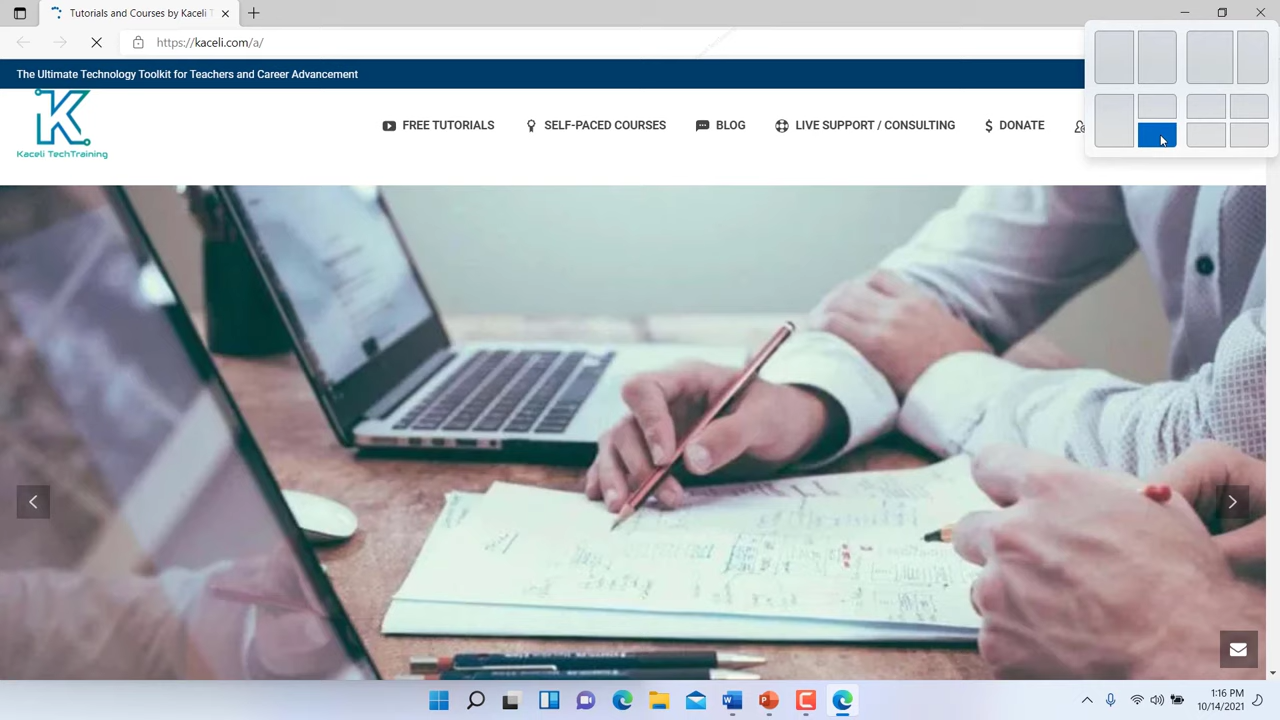 Tutorials and Courses by Kaceli T
https://kaceli.com/a/
The Ultimate Technology Toolkit for Teachers and Career Advancement
Kaceli TechTraining
FREE TUTORIALS
SELF-PACED COURSES
BLOG
LIVE SUPPORT / CONSULTING
$ DONATE
1:16 PM
10/14/2021